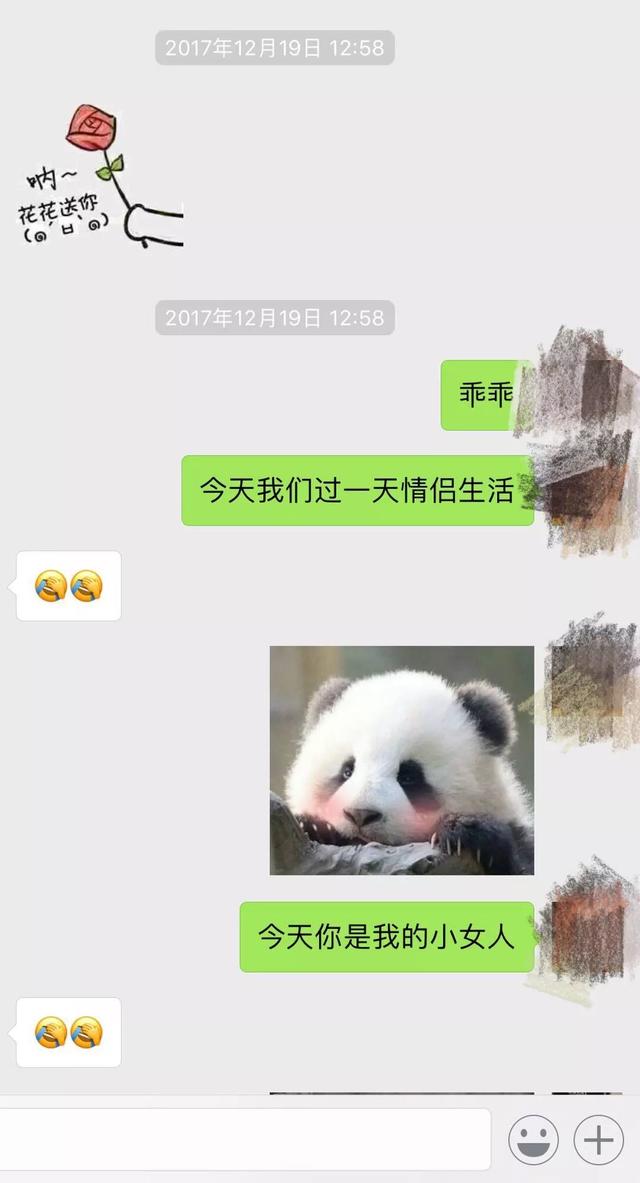 2017年12月19日 12:58
呐~
花花送你
2017年12月19日 12:58
乖乖
今天我们过一天情侣生活
今天你是我的小女人